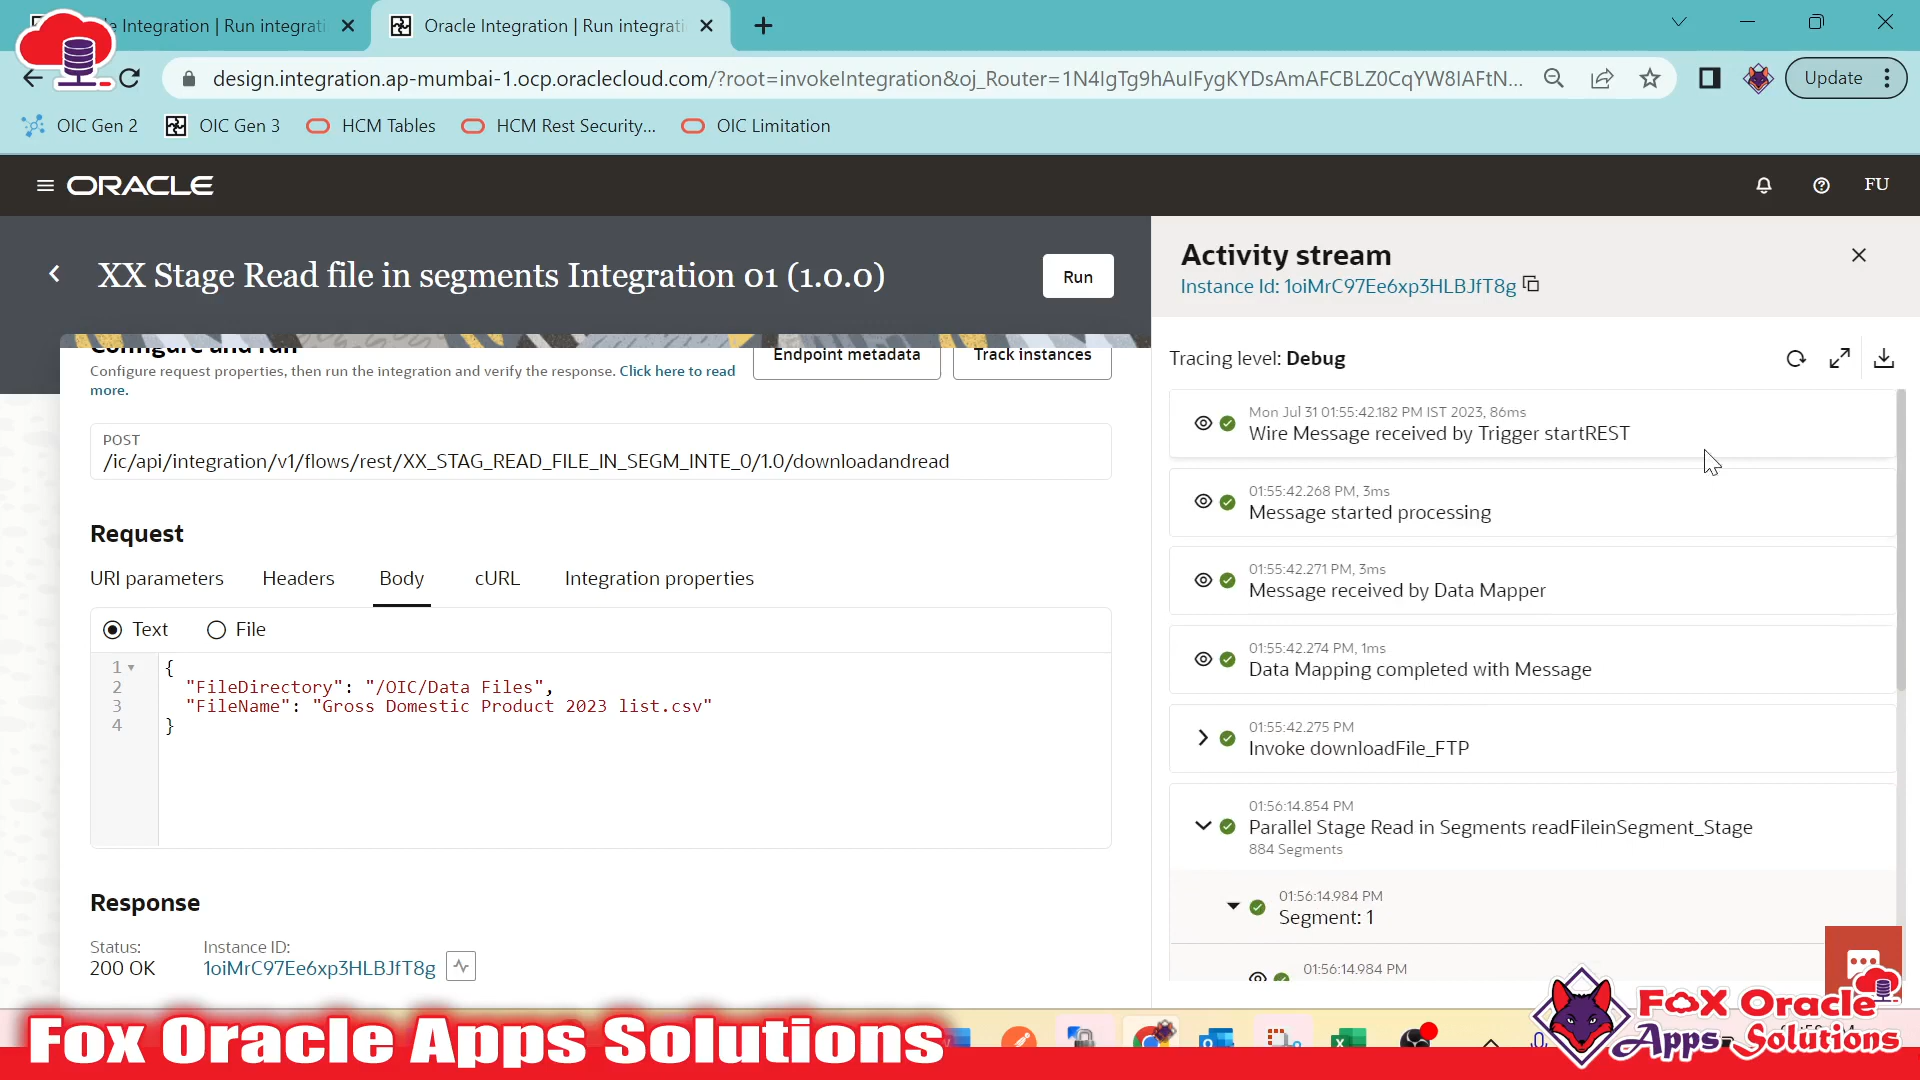 e Integration | Run integrati
Oracle Integration | Run integrati
design.integration.ap-mumbai-1.ocp.oraclecloud.com/?root=invokeIntegration&oj_Router=1N4IgTg9hAuIFygKYDsAmAFCBLZ0CqYW8IAFtN...
Update
OIC Gen 2
OIC Gen 3
HCM Tables
HCM Rest Security...
OIC Limitation
ORACLE
FU
XX Stage Read file in segments Integration 01 (1.0.0)
Run
Configure and run
Configure request properties, then run the integration and verify the response. Click here to read
more.
Endpoint metadata
Track instances
POST
/ic/api/integration/v1/flows/rest/XX_STAG_READ_FILE_IN_SEGM_INTE_0/1.0/downloadandread
Request
URI parameters
Headers
Body
cURL
Integration properties
Text
File
1 {
2 "FileDirectory": "/OIC/Data Files",
3 "FileName": "Gross Domestic Product 2023 list.csv"
4 }
Response
Status:
200 OK
Instance ID:
1oiMrC97Ee6xp3HLBJfT8g
Activity stream
Instance Id: 1oiMrC97Ee6xp3HLBJfT8g
Tracing level: Debug
Mon Jul 31 01:55:42.182 PM IST 2023, 86ms
Wire Message received by Trigger startREST
01:55:42.268 PM, 3ms
Message started processing
01:55:42.271 PM, 3ms
Message received by Data Mapper
01:55:42.274 PM, 1ms
Data Mapping completed with Message
01:55:42.275 PM
Invoke downloadFile_FTP
01:56:14.854 PM
Parallel Stage Read in Segments readFileinSegment_Stage
884 Segments
01:56:14.984 PM
Segment: 1
01:56:14.984 PM
Fox Oracle Apps Solutions
Fox Oracle
Apps Solutions